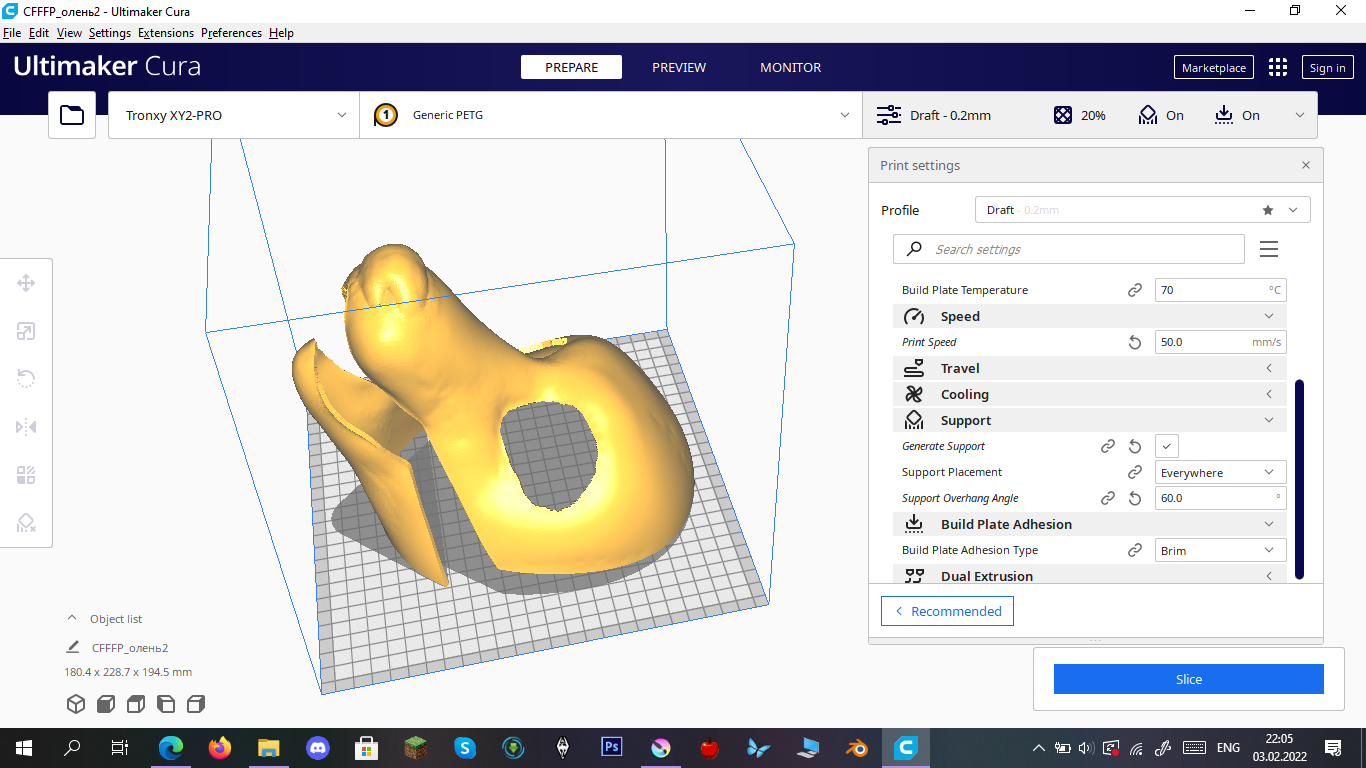 CFFFP_олень2 - Ultimaker Cura
File Edit View Settings Extensions Preferences Help
Ultimaker Cura
PREPARE PREVIEW MONITOR
Marketplace Sign in
Tronxy XY2-PRO
1 Generic PETG
Draft - 0.2mm 20% On On
Print settings
Profile Draft - 0.2mm
Search settings
Build Plate Temperature 70 °C
Speed
Print Speed 50.0 mm/s
Travel
Cooling
Support
Generate Support
Support Placement Everywhere
Support Overhang Angle 60.0 °
Build Plate Adhesion
Build Plate Adhesion Type Brim
Dual Extrusion
Recommended
Object list
CFFFP_олень2
180.4 x 228.7 x 194.5 mm
Slice
Ps
ENG
22:05
03.02.2022